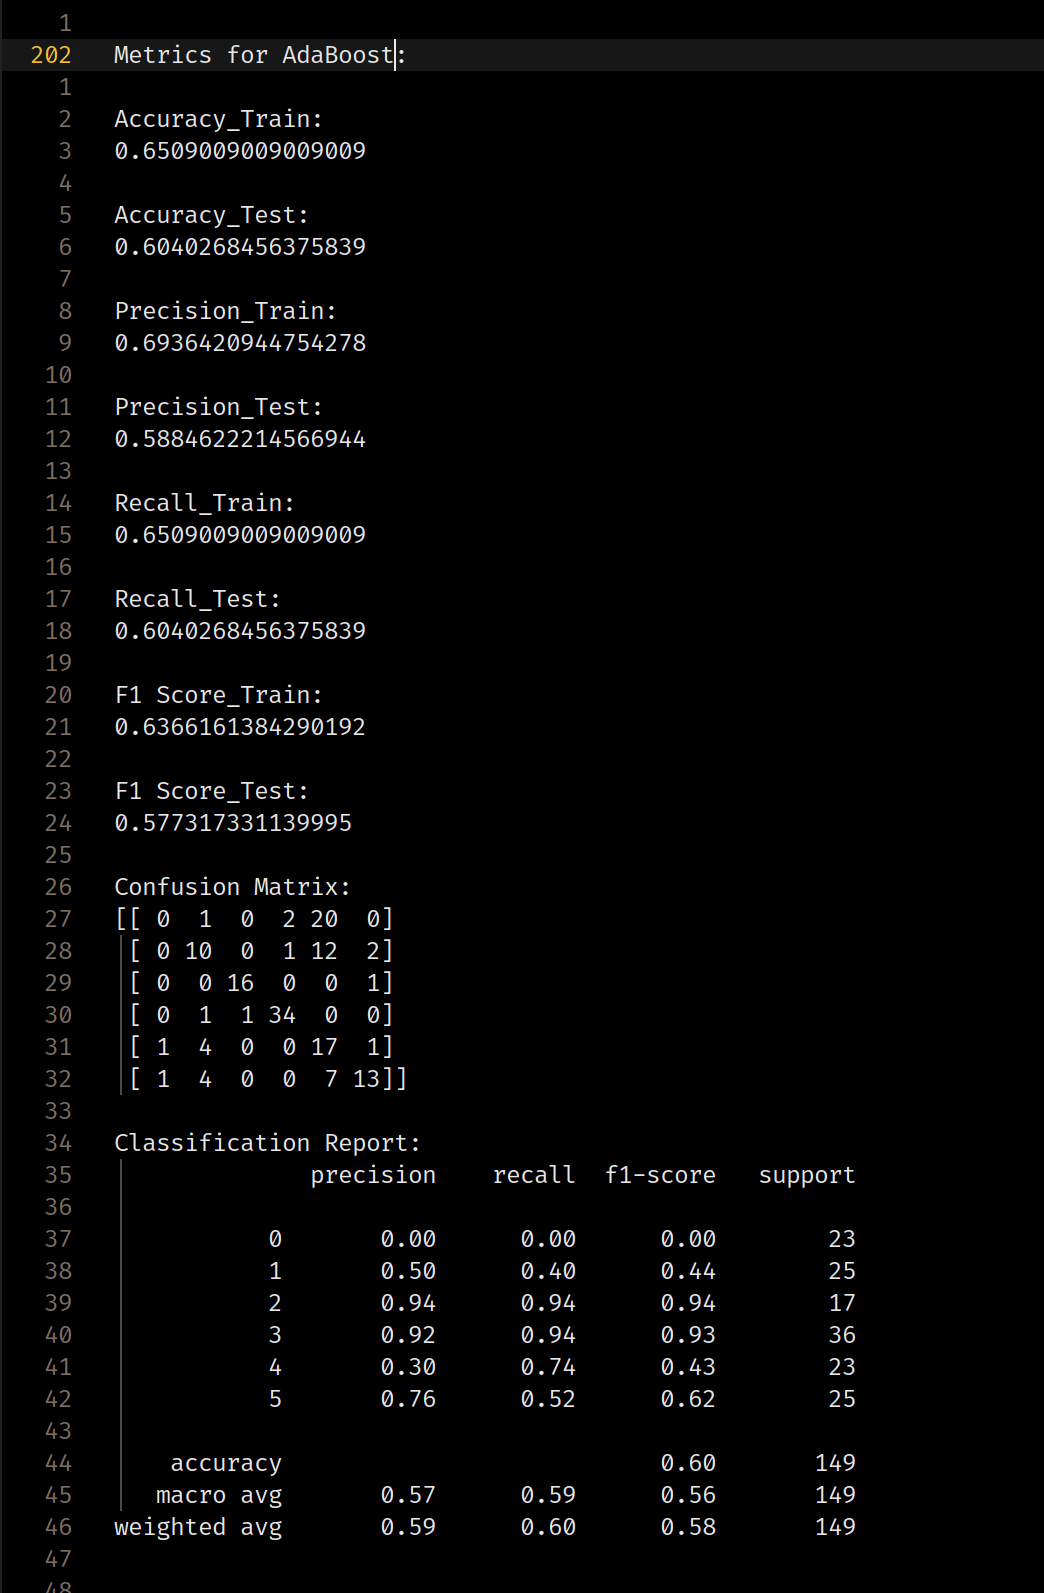 1
202 Metrics for AdaBoost:
1
2 Accuracy_Train:
3 0.6509009009009009
4
5 Accuracy_Test:
6 0.6040268456375839
7
8 Precision_Train:
9 0.6936420944754278
10
11 Precision_Test:
12 0.5884622214566944
13
14 Recall_Train:
15 0.6509009009009009
16
17 Recall_Test:
18 0.6040268456375839
19
20 F1 Score_Train:
21 0.6366161384290192
22
23 F1 Score_Test:
24 0.577317331139995
25
26 Confusion Matrix:
27 [[ 0  1  0  2 20  0]
28 [ 0 10  0  1 12  2]
29 [ 0  0 16  0  0  1]
30 [ 0  1  1 34  0  0]
31 [ 1  4  0  0 17  1]
32 [ 1  4  0  0  7 13]]
33
34 Classification Report:
35 precision recall f1-score support
36
37 0 0.00 0.00 0.00 23
38 1 0.50 0.40 0.44 25
39 2 0.94 0.94 0.94 17
40 3 0.92 0.94 0.93 36
41 4 0.30 0.74 0.43 23
42 5 0.76 0.52 0.62 25
43
44 accuracy 0.60 149
45 macro avg 0.57 0.59 0.56 149
46 weighted avg 0.59 0.60 0.58 149
47
48